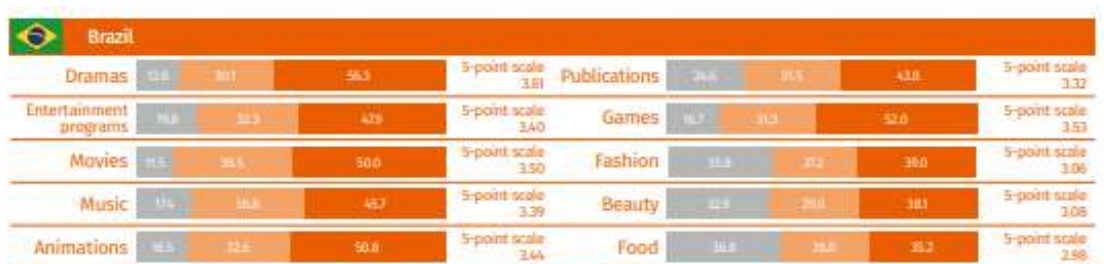 Brazil
Dramas 13.6 30.1 56.3 5-point scale 3.61
Publications 24.6 31.5 43.8 5-point scale 3.32
Entertainment programs 19.8 32.3 47.9 5-point scale 3.40
Games 16.7 31.3 52.0 5-point scale 3.53
Movies 11.5 38.5 50.0 5-point scale 3.50
Fashion 33.8 27.2 39.0 5-point scale 3.06
Music 17.4 36.8 45.7 5-point scale 3.39
Beauty 32.9 29.0 38.1 5-point scale 3.08
Animations 16.5 32.6 50.8 5-point scale 3.44
Food 36.8 28.0 35.2 5-point scale 2.98